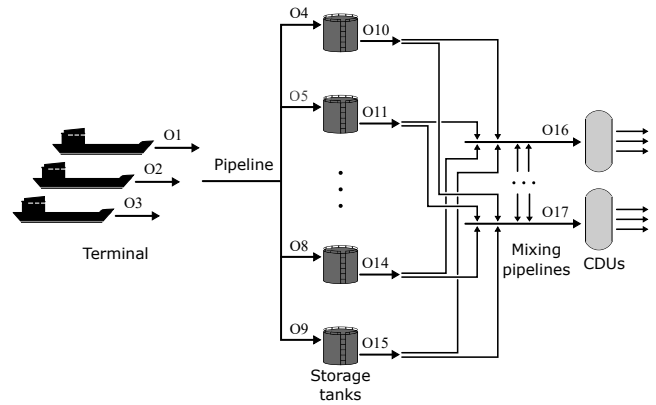 O4
O10
O5
O11
O16
O1
Pipeline
O2
O3
O17
Terminal
O8
O14
Mixing
pipelines
CDUs
O9
O15
Storage
tanks